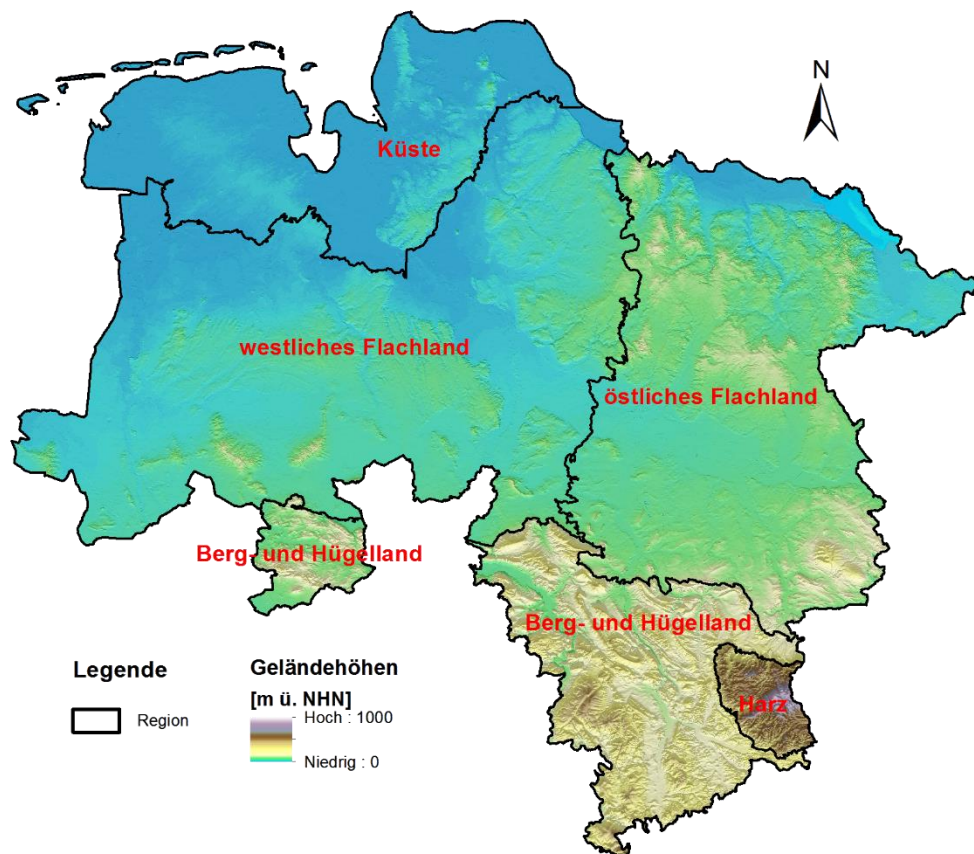 N
Küste
westliches Flachland
östliches Flachland
Berg- und Hügelland
Berg- und Hügelland
Harz
Legende
Region
Geländehöhen
[m ü. NHN]
Hoch : 1000
Niedrig : 0